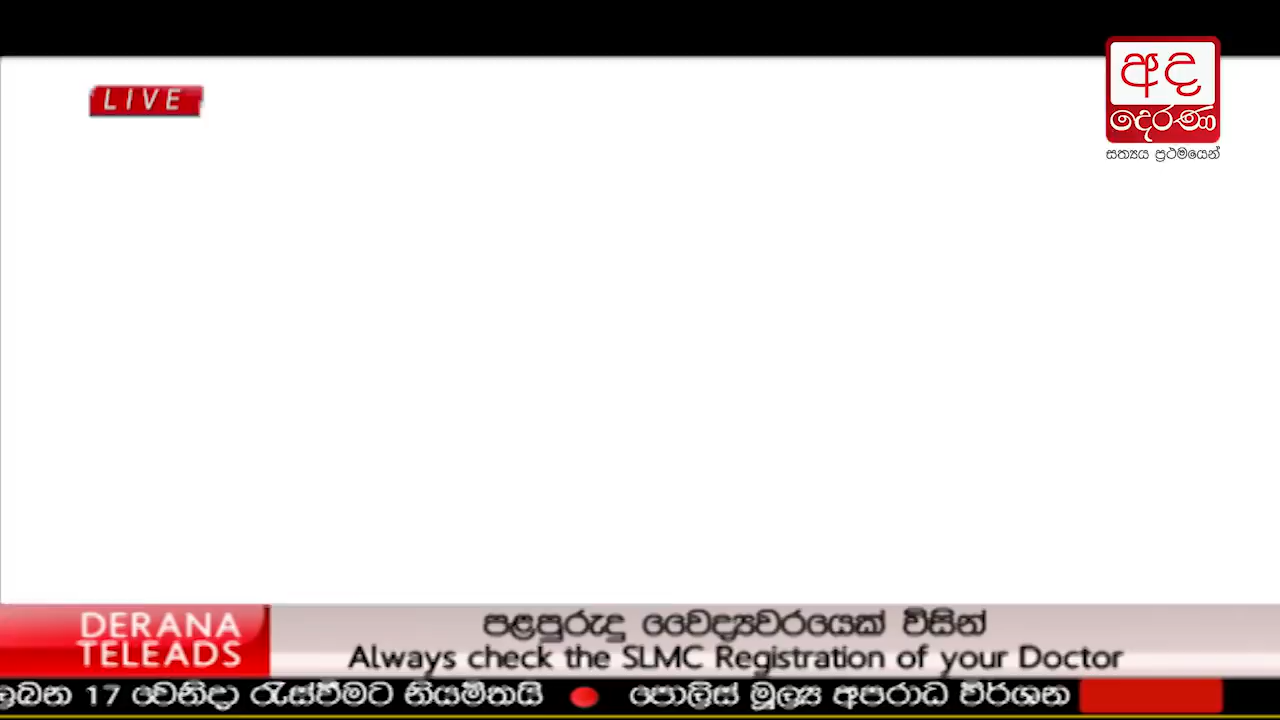 LIVE
අද
දෙරණ
සත්‍යය ප්‍රථමයෙන්
DERANA
TELEADS
පළපුරුදු වෛද්‍යවරයෙක් විසින්
Always check the SLMC Registration of your Doctor
ලබන 17 වෙනිදා රැස්වීමට නියමිතයි
පොලිස් මූල්‍ය අපරාධ විර්ශන